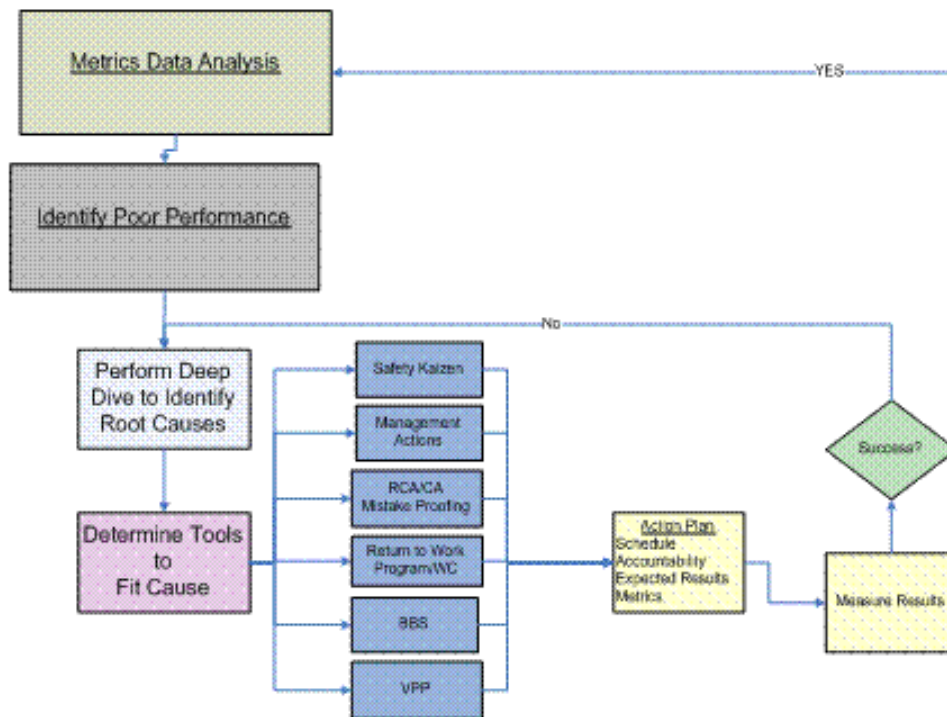 Metrics Data Analysis
YES
Identify Poor Performance
No
Perform Deep
Dive to Identify
Root Causes
Safety Kaizen
Management
Actions
Success?
RCA/CA
Mistake Proofing
Determine Tools
to
Fit Cause
Return to Work
Program/WC
Action Plan
Schedule
Accountability
Expected Results
Metrics
Measure Results
BBS
VPP